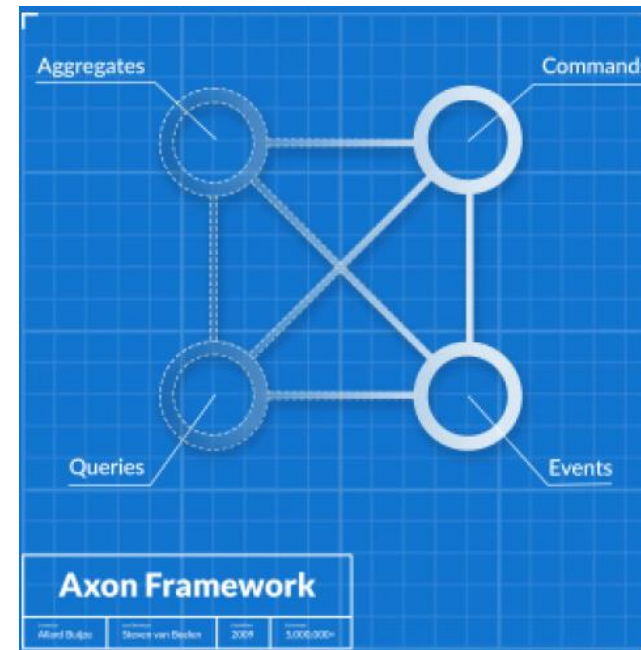 Aggregates
Command
Queries
Events
Axon Framework
Allard Buijze
Steven van Beelen
2009
5,000,000+